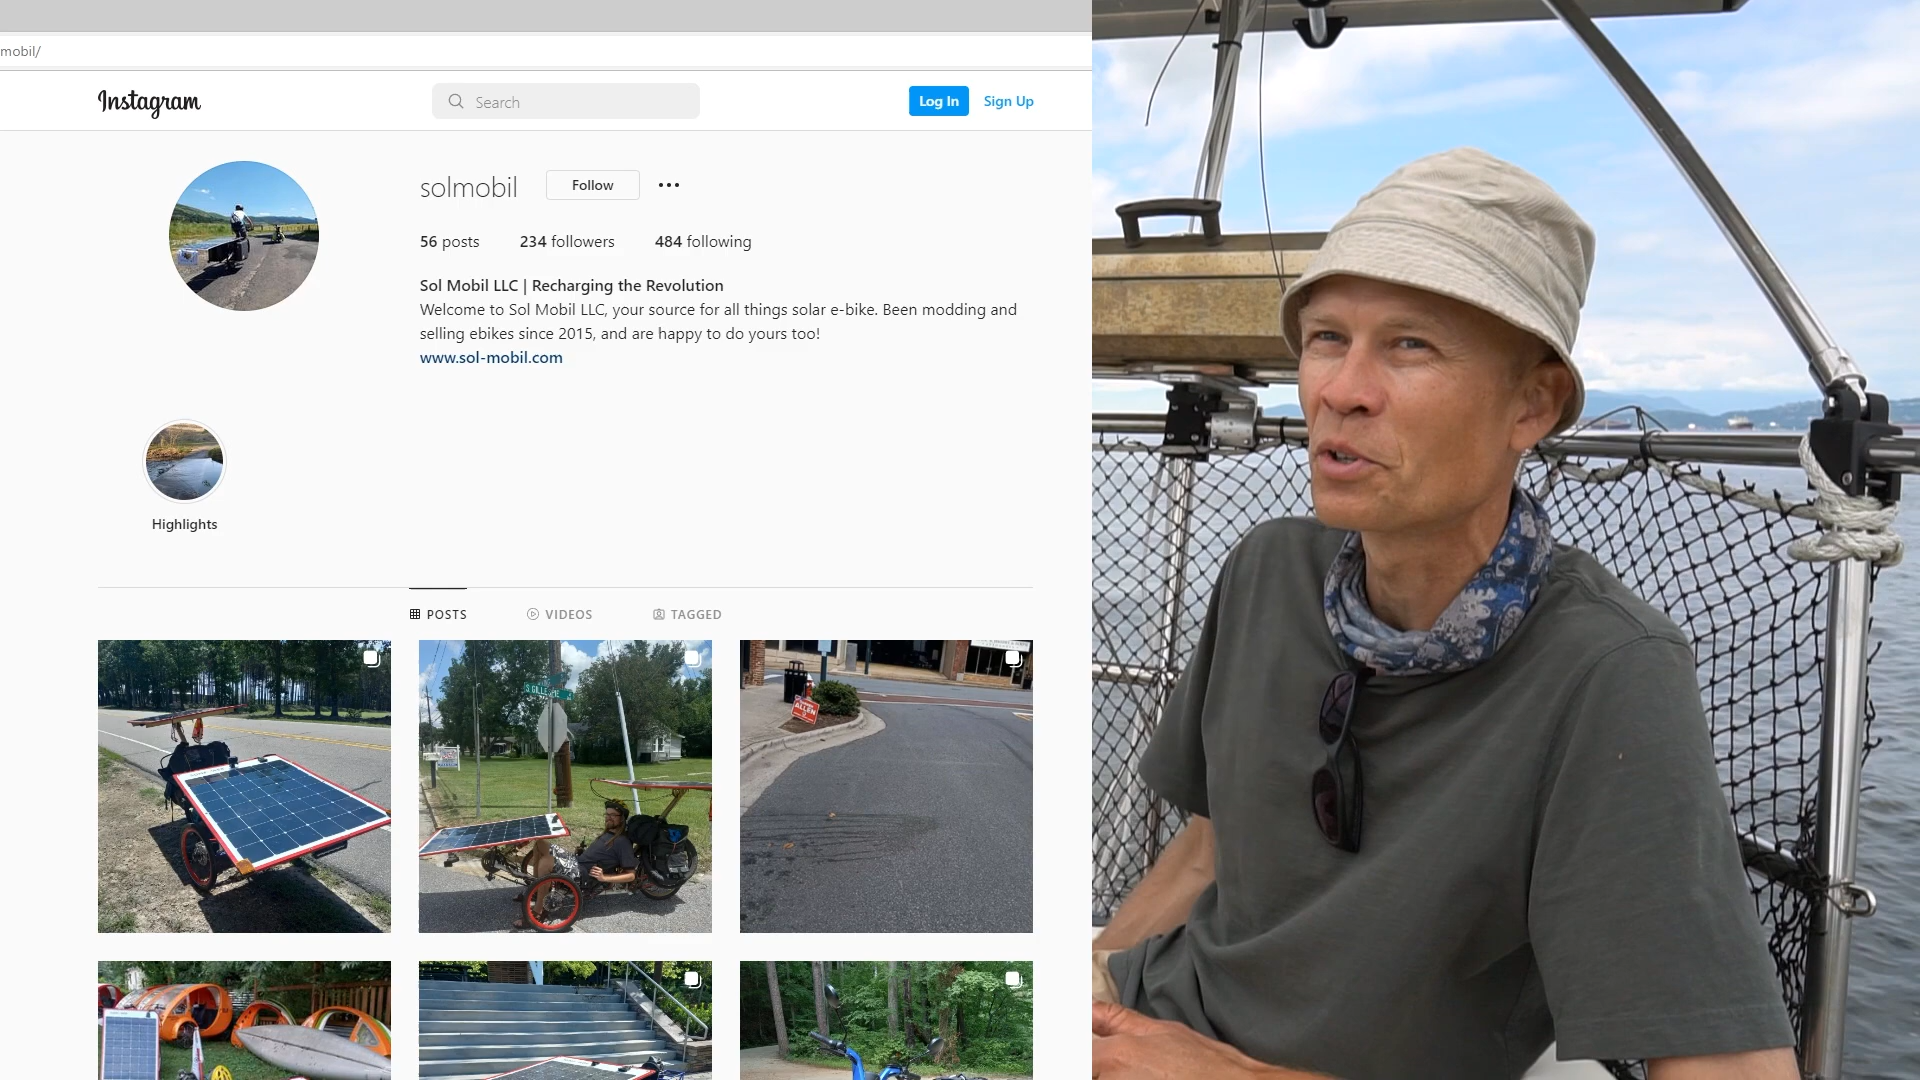 mobil/
Instagram
Search
Log In
Sign Up
solmobil
Follow
56 posts
234 followers
484 following
Sol Mobil LLC | Recharging the Revolution
Welcome to Sol Mobil LLC, your source for all things solar e-bike. Been modding and
selling ebikes since 2015, and are happy to do yours too!
www.sol-mobil.com
Highlights
POSTS
VIDEOS
TAGGED
ALLEN